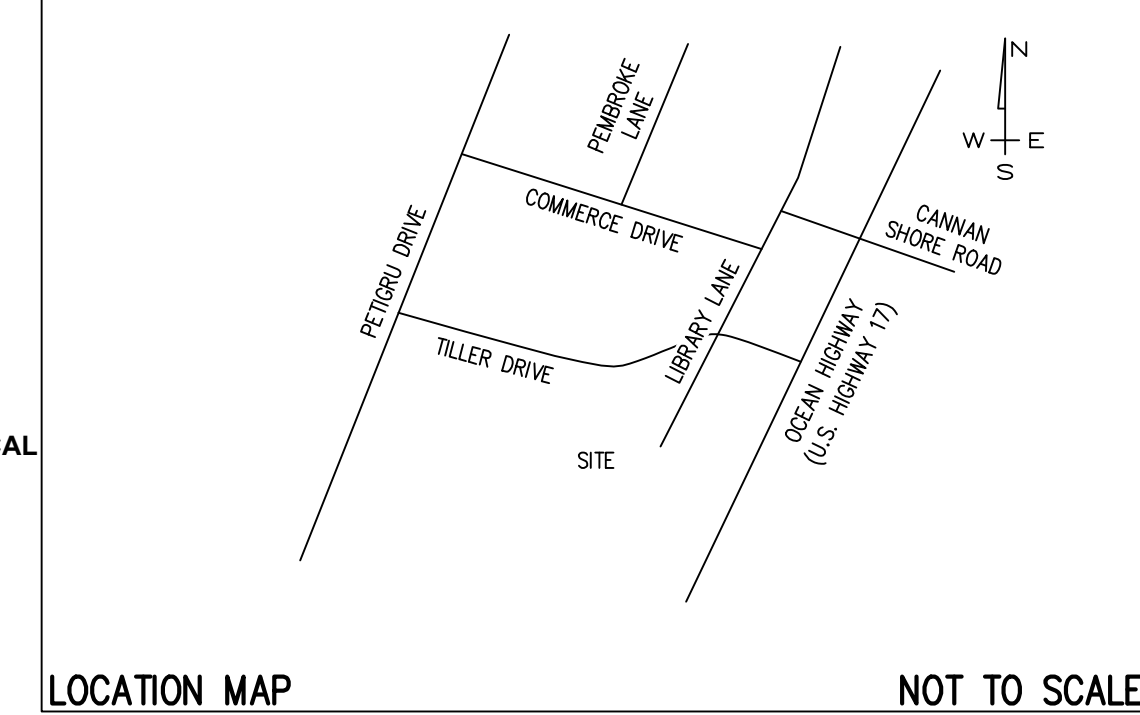 PEMBROKE
LANE
N
W E
S
COMMERCE DRIVE
CANNAN
SHORE ROAD
PETIGRU DRIVE
LIBRARY LANE
TILLER DRIVE
OCEAN HIGHWAY
(U.S. HIGHWAY 17)
SITE
LOCATION MAP
NOT TO SCALE